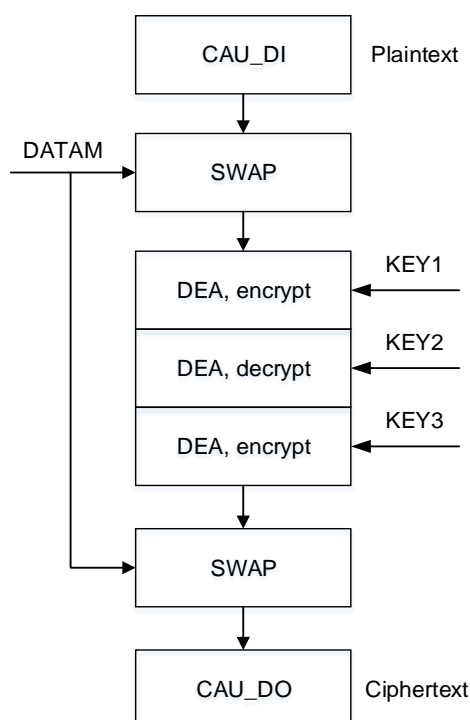 CAU_DI
Plaintext
DATAM
SWAP
KEY1
DEA, encrypt
KEY2
DEA, decrypt
KEY3
DEA, encrypt
SWAP
CAU_DO
Ciphertext